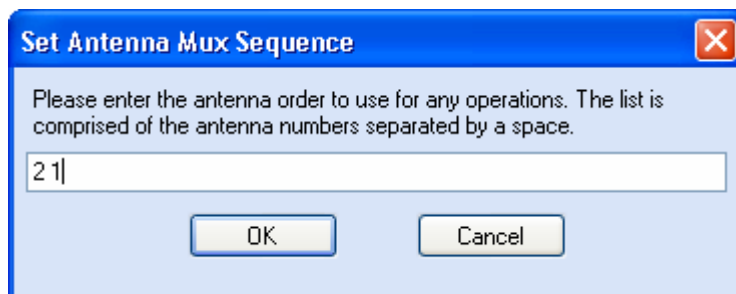 Set Antenna Mux Sequence
Please enter the antenna order to use for any operations. The list is
comprised of the antenna numbers separated by a space.
2 1
OK
Cancel